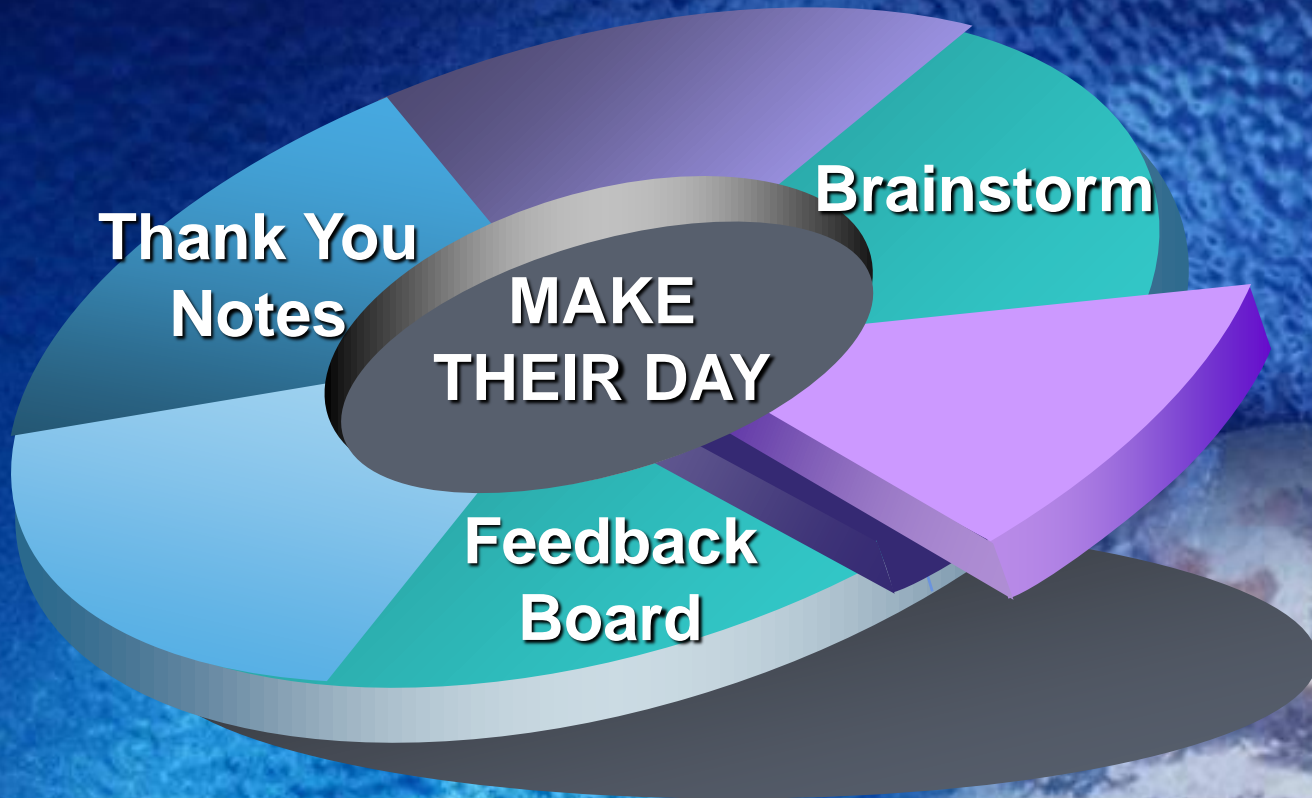 Brainstorm
Thank You
Notes
MAKE
THEIR DAY
Feedback
Board